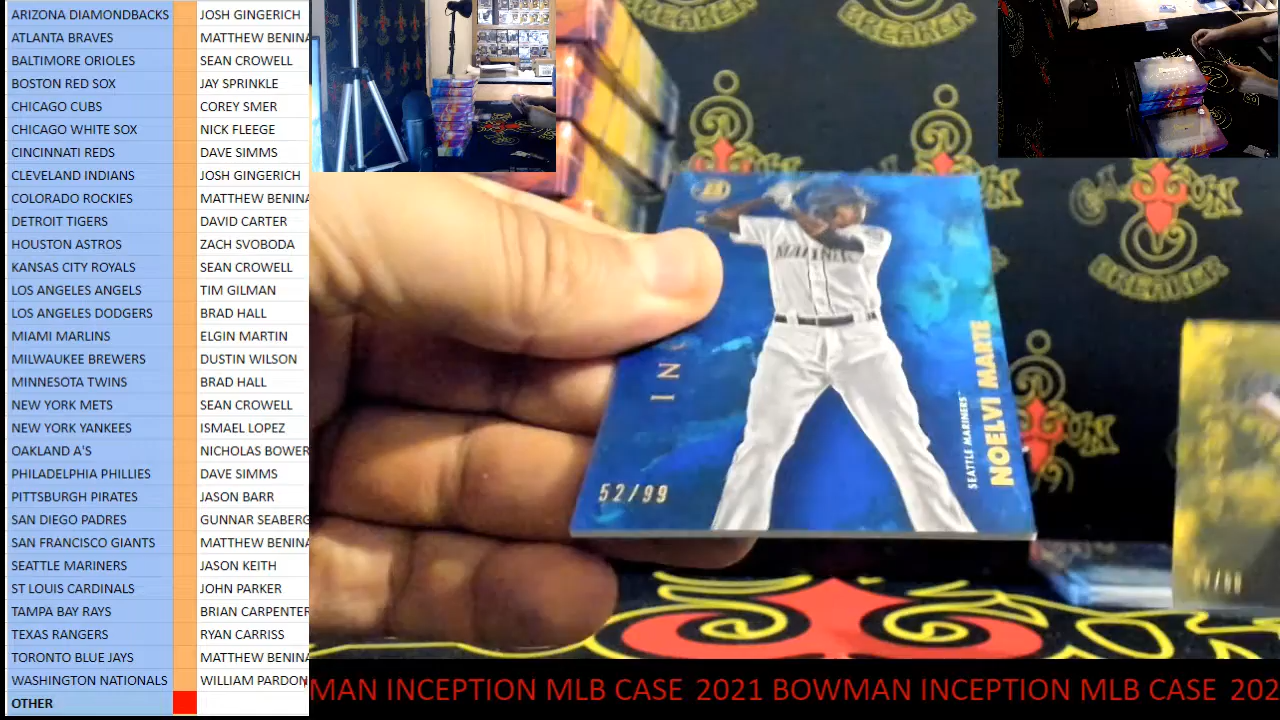 ARIZONA DIAMONDBACKS JOSH GINGERICH
ATLANTA BRAVES MATTHEW BENINA
BALTIMORE ORIOLES SEAN CROWELL
BOSTON RED SOX JAY SPRINKLE
CHICAGO CUBS COREY SMER
CHICAGO WHITE SOX NICK FLEEGE
CINCINNATI REDS DAVE SIMMS
CLEVELAND INDIANS JOSH GINGERICH
COLORADO ROCKIES MATTHEW BENINA
DETROIT TIGERS DAVID CARTER
HOUSTON ASTROS ZACH SVOBODA
KANSAS CITY ROYALS SEAN CROWELL
LOS ANGELES ANGELS TIM GILMAN
LOS ANGELES DODGERS BRAD HALL
MIAMI MARLINS ELGIN MARTIN
MILWAUKEE BREWERS DUSTIN WILSON
MINNESOTA TWINS BRAD HALL
NEW YORK METS SEAN CROWELL
NEW YORK YANKEES ISMAEL LOPEZ
OAKLAND A'S NICHOLAS BOWER
PHILADELPHIA PHILLIES DAVE SIMMS
PITTSBURGH PIRATES JASON BARR
SAN DIEGO PADRES GUNNAR SEABERG
SAN FRANCISCO GIANTS MATTHEW BENINA
SEATTLE MARINERS JASON KEITH
ST LOUIS CARDINALS JOHN PARKER
TAMPA BAY RAYS BRIAN CARPENTER
TEXAS RANGERS RYAN CARRISS
TORONTO BLUE JAYS MATTHEW BENINA
WASHINGTON NATIONALS WILLIAM PARDON
OTHER
BREAKER
BREAKER
BREAKER
MARINERS
IN
52/99
SEATTLE MARINERS
NOELVI MARTE
MAN INCEPTION MLB CASE 2021 BOWMAN INCEPTION MLB CASE 202